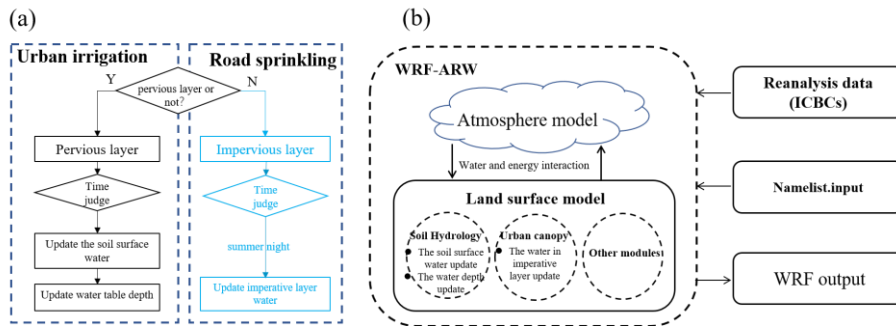 (a)
Urban irrigation
Road sprinkling
Y
N
pervious layer or
not?
Pervious layer
Impervious layer
Time
judge
Time
judge
summer night
Update the soil surface
water
Update water table depth
Update imperative layer
water
(b)
WRF-ARW
Atmosphere model
Water and energy interaction
Land surface model
Soil Hydrology
• The soil surface
water update
• The water depth
update
Urban canopy
• The water in
imperative
layer update
Other modules
Reanalysis data
(ICBCs)
Namelist.input
WRF output